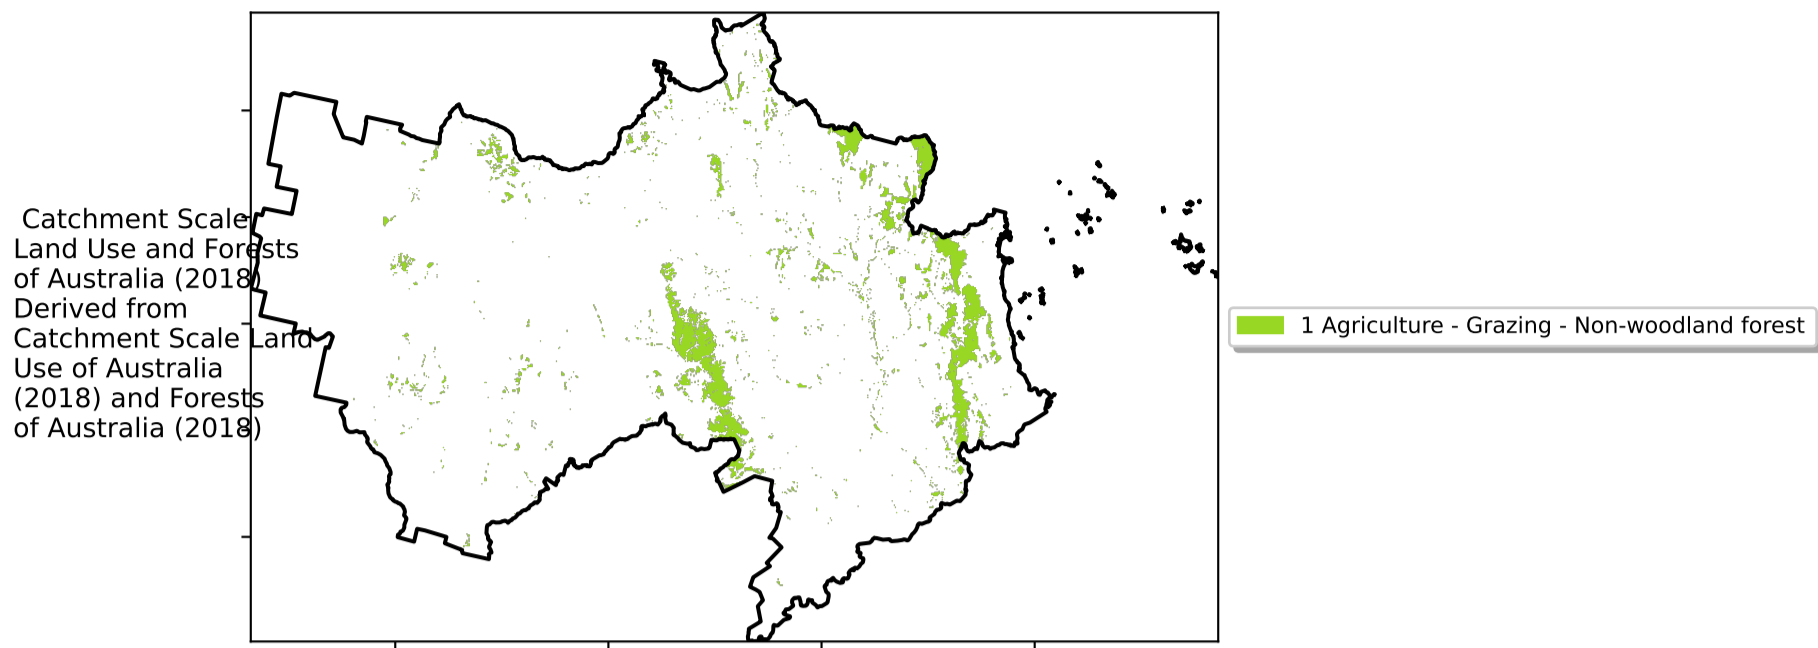 Catchment Scale
Land Use and Forests
of Australia (2018)
Derived from
Catchment Scale Land
Use of Australia
(2018) and Forests
of Australia (2018)
1 Agriculture - Grazing - Non-woodland forest